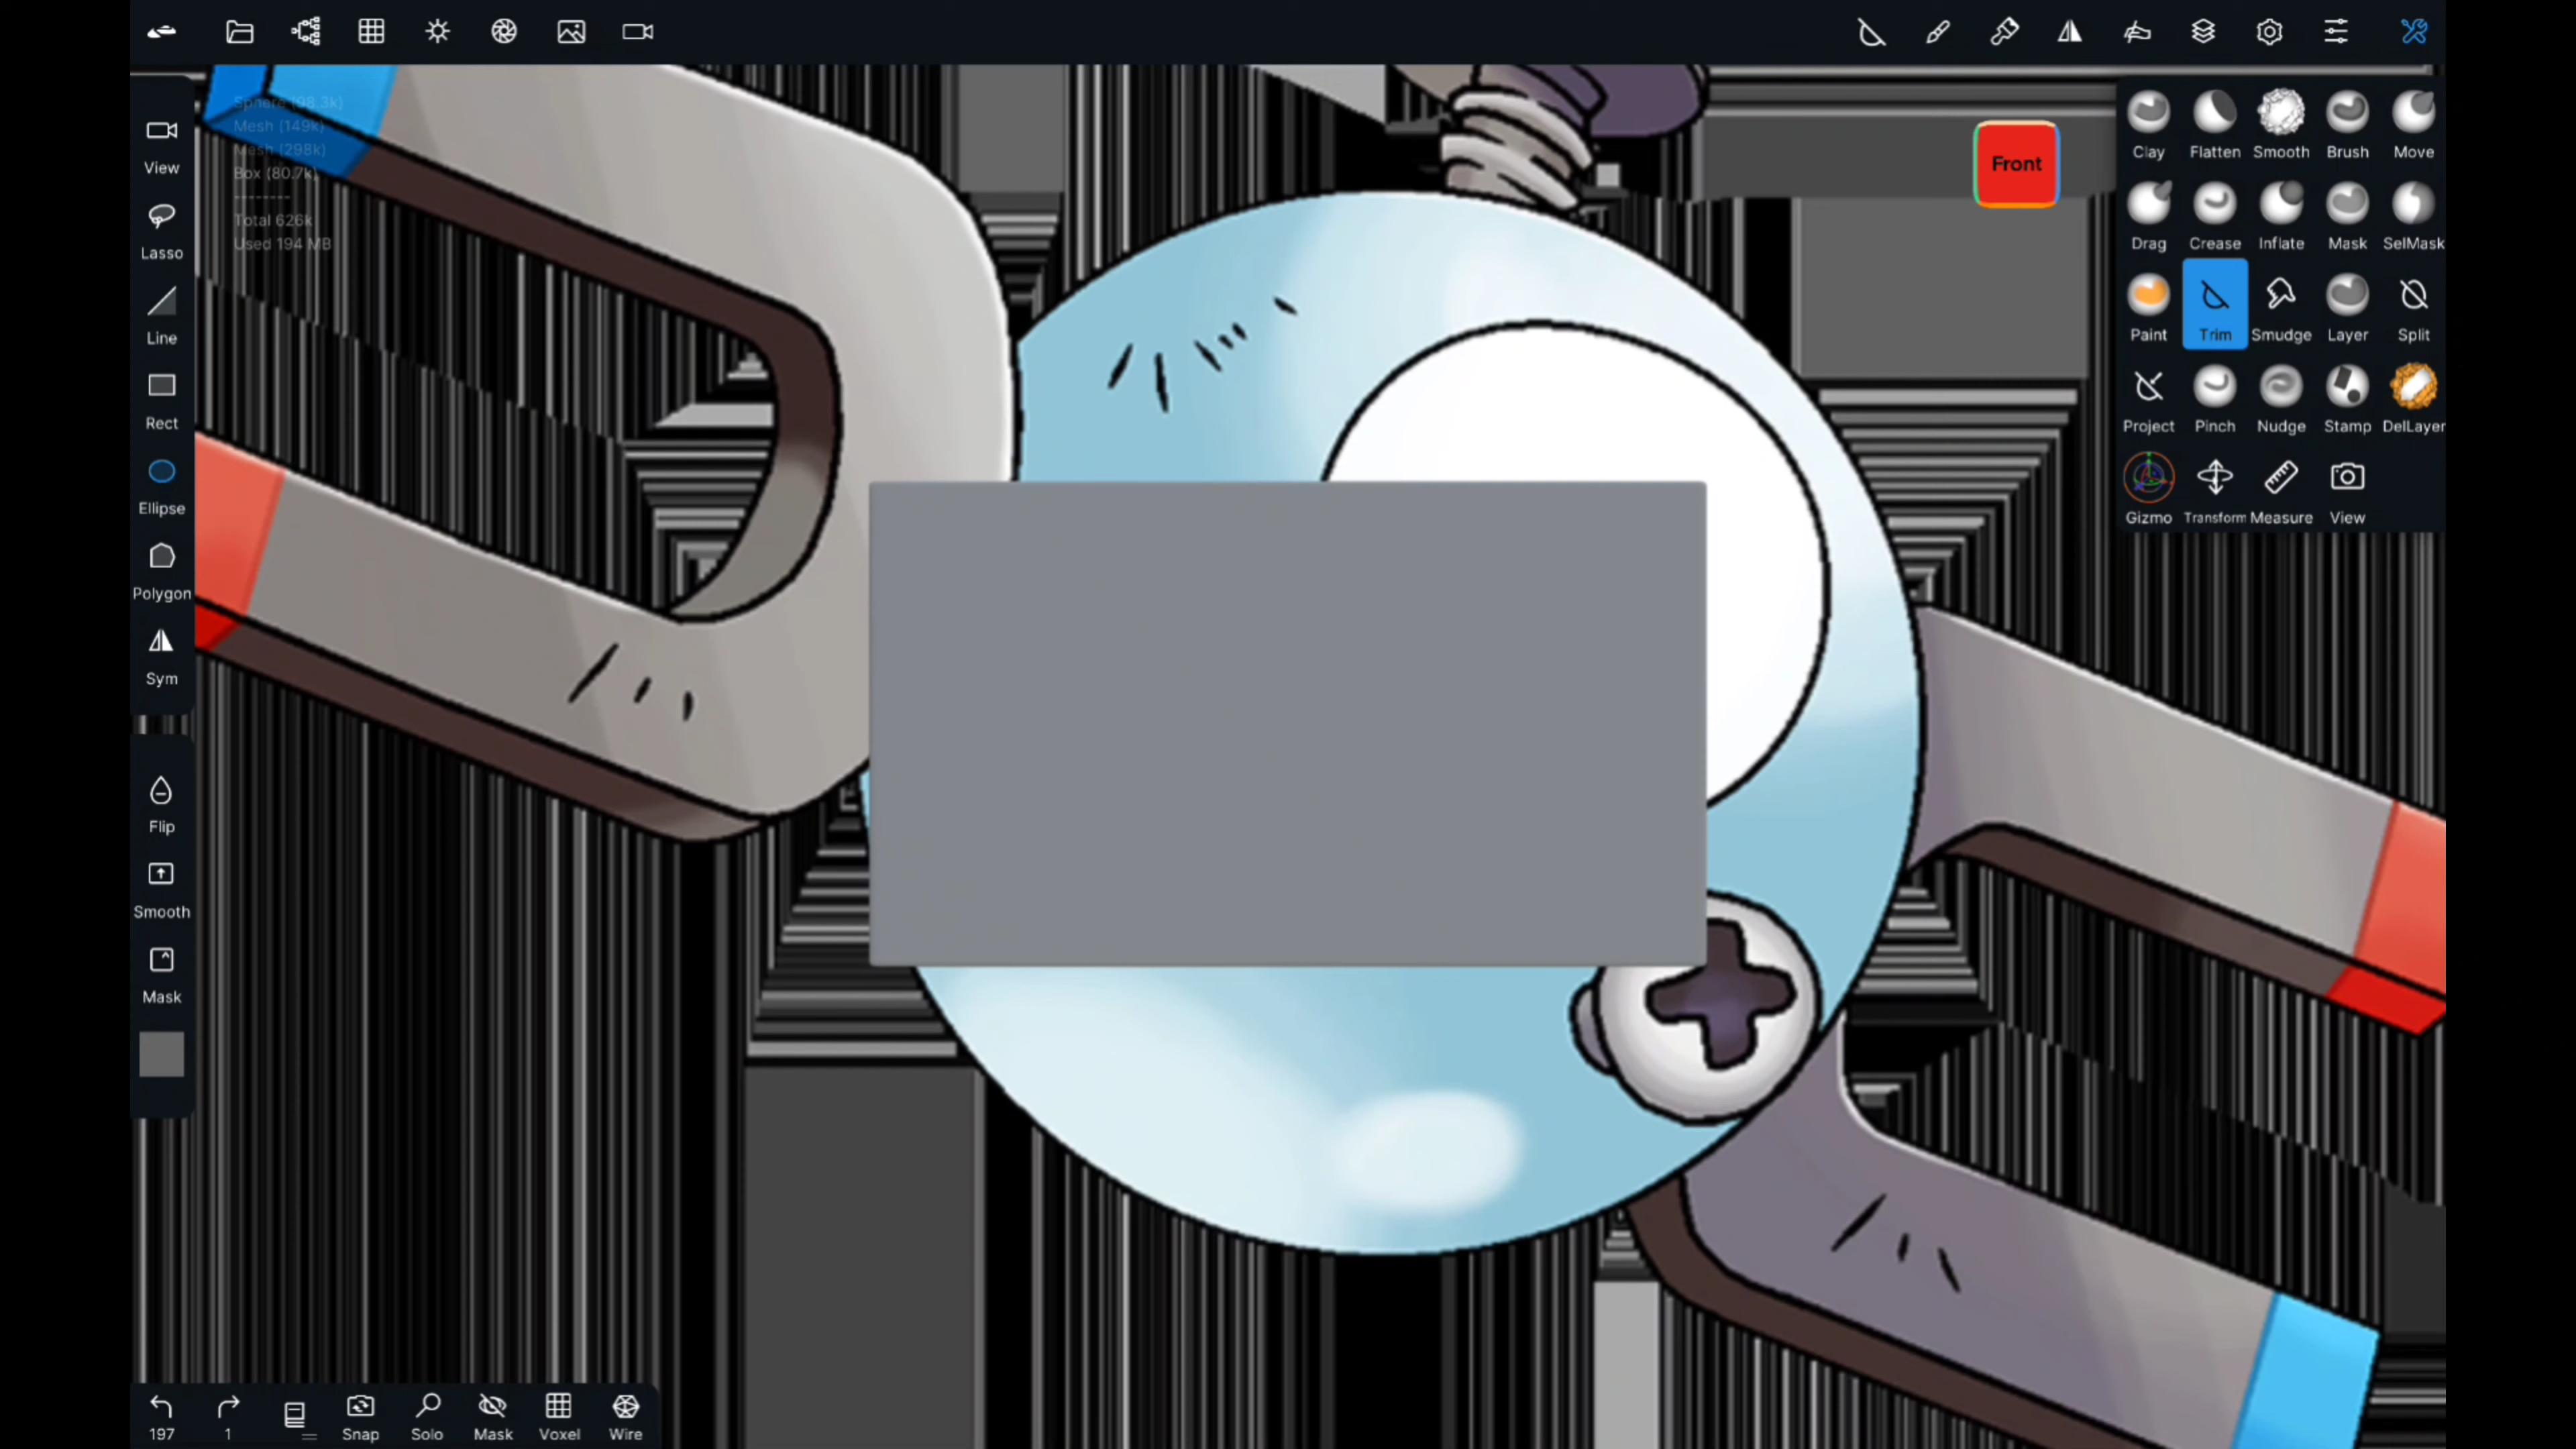 View
Lasso
Line
Rect
Ellipse
Polygon
Sym
Flip
Smooth
Mask
Sphere (98.3k)
Mesh (149k)
Mesh (298k)
Box (80.7k)
--------
Total 626k
Used 194 MB
Front
Clay Flatten Smooth Brush Move
Drag Crease Inflate Mask SelMask
Paint Trim Smudge Layer Split
Project Pinch Nudge Stamp DelLayer
Gizmo Transform Measure View
197 1 Snap Solo Mask Voxel Wire